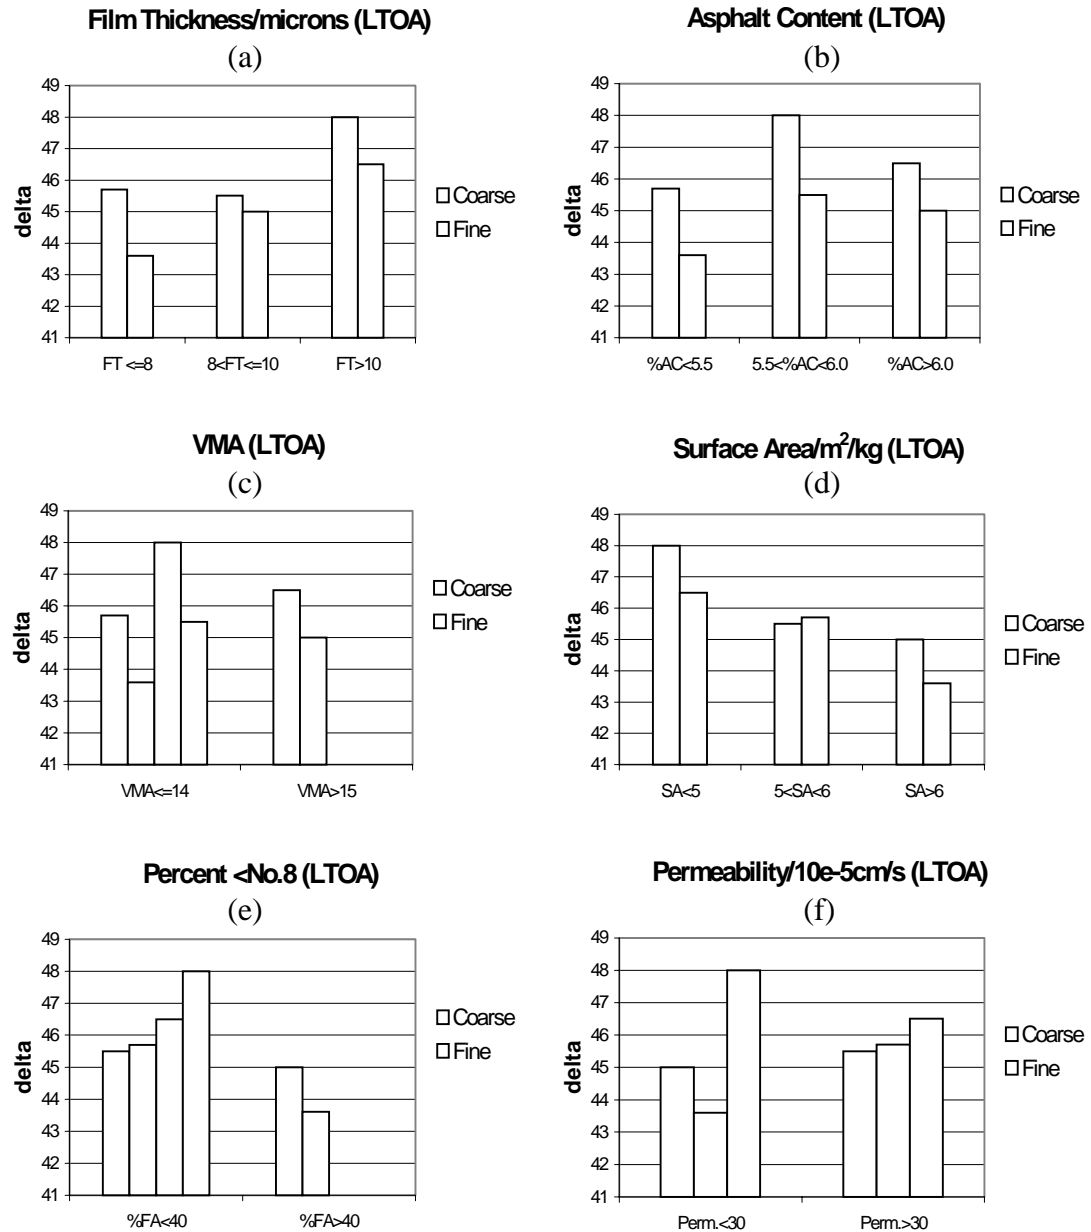 Film Thickness/microns (LTOA)
(a)
49
48
47
46
45
44
43
42
41
delta
FT <=8
8<FT<=10
FT>10
Coarse
Fine
Asphalt Content (LTOA)
(b)
49
48
47
46
45
44
43
42
41
delta
%AC<5.5
5.5<%AC<6.0
%AC>6.0
Coarse
Fine
VMA (LTOA)
(c)
49
48
47
46
45
44
43
42
41
delta
VMA<=14
VMA>15
Coarse
Fine
Surface Area/m²/kg (LTOA)
(d)
49
48
47
46
45
44
43
42
41
delta
SA<5
5<SA<6
SA>6
Coarse
Fine
Percent <No.8 (LTOA)
(e)
49
48
47
46
45
44
43
42
41
delta
%FA<40
%FA>40
Coarse
Fine
Permeability/10e-5cm/s (LTOA)
(f)
49
48
47
46
45
44
43
42
41
delta
Perm.<30
Perm.>30
Coarse
Fine